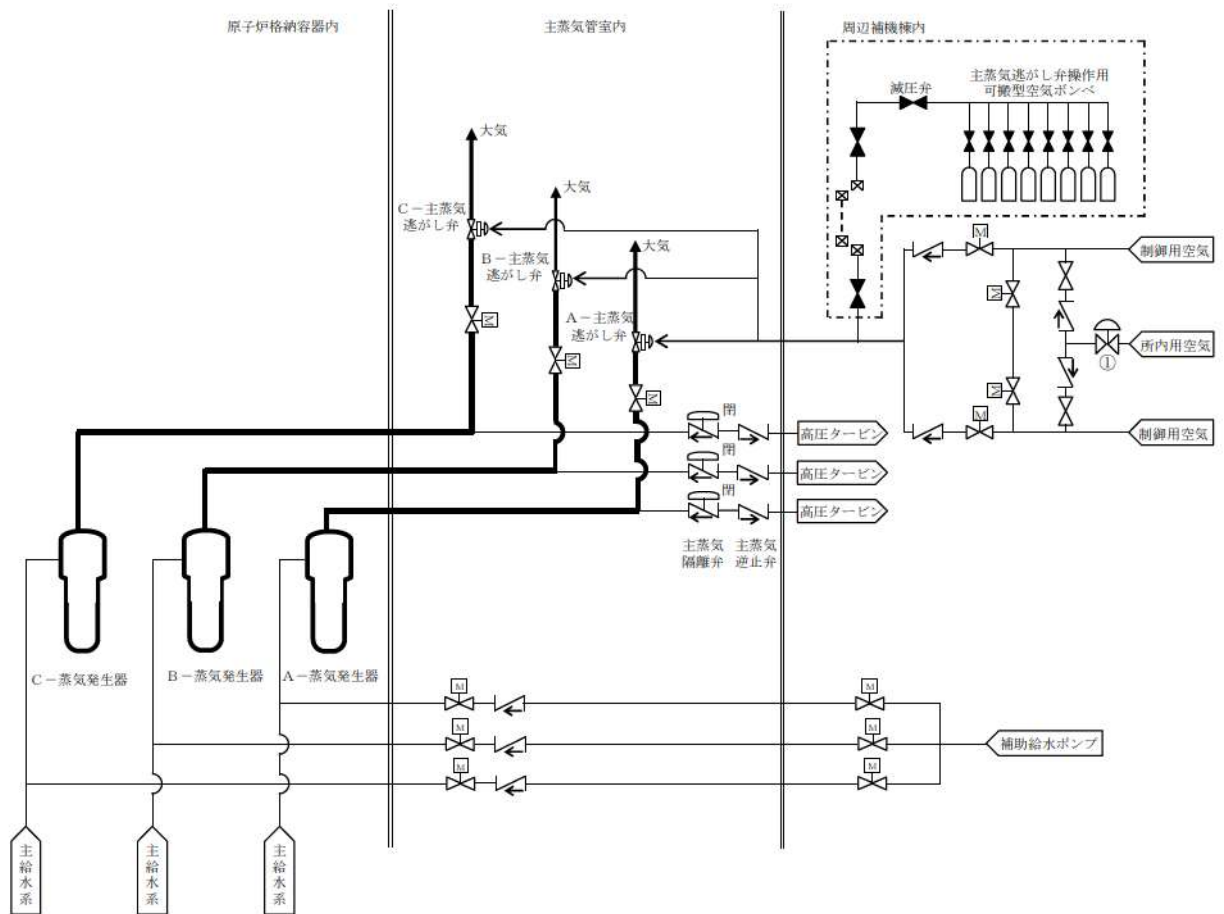 原子炉格納容器内
主蒸気管室内
周辺補機棟内
主蒸気逃がし弁操作用
可搬型空気ボンベ
減圧弁
大気
C－主蒸気
逃がし弁
大気
B－主蒸気
逃がし弁
大気
A－主蒸気
逃がし弁
M
M
M
M
制御用空気
M
所内用空気
①
M
M
制御用空気
閉
高圧タービン
閉
高圧タービン
閉
高圧タービン
主蒸気
隔離弁
主蒸気
逆止弁
C－蒸気発生器
B－蒸気発生器
A－蒸気発生器
M
M
M
M
M
M
補助給水ポンプ
主給水系
主給水系
主給水系